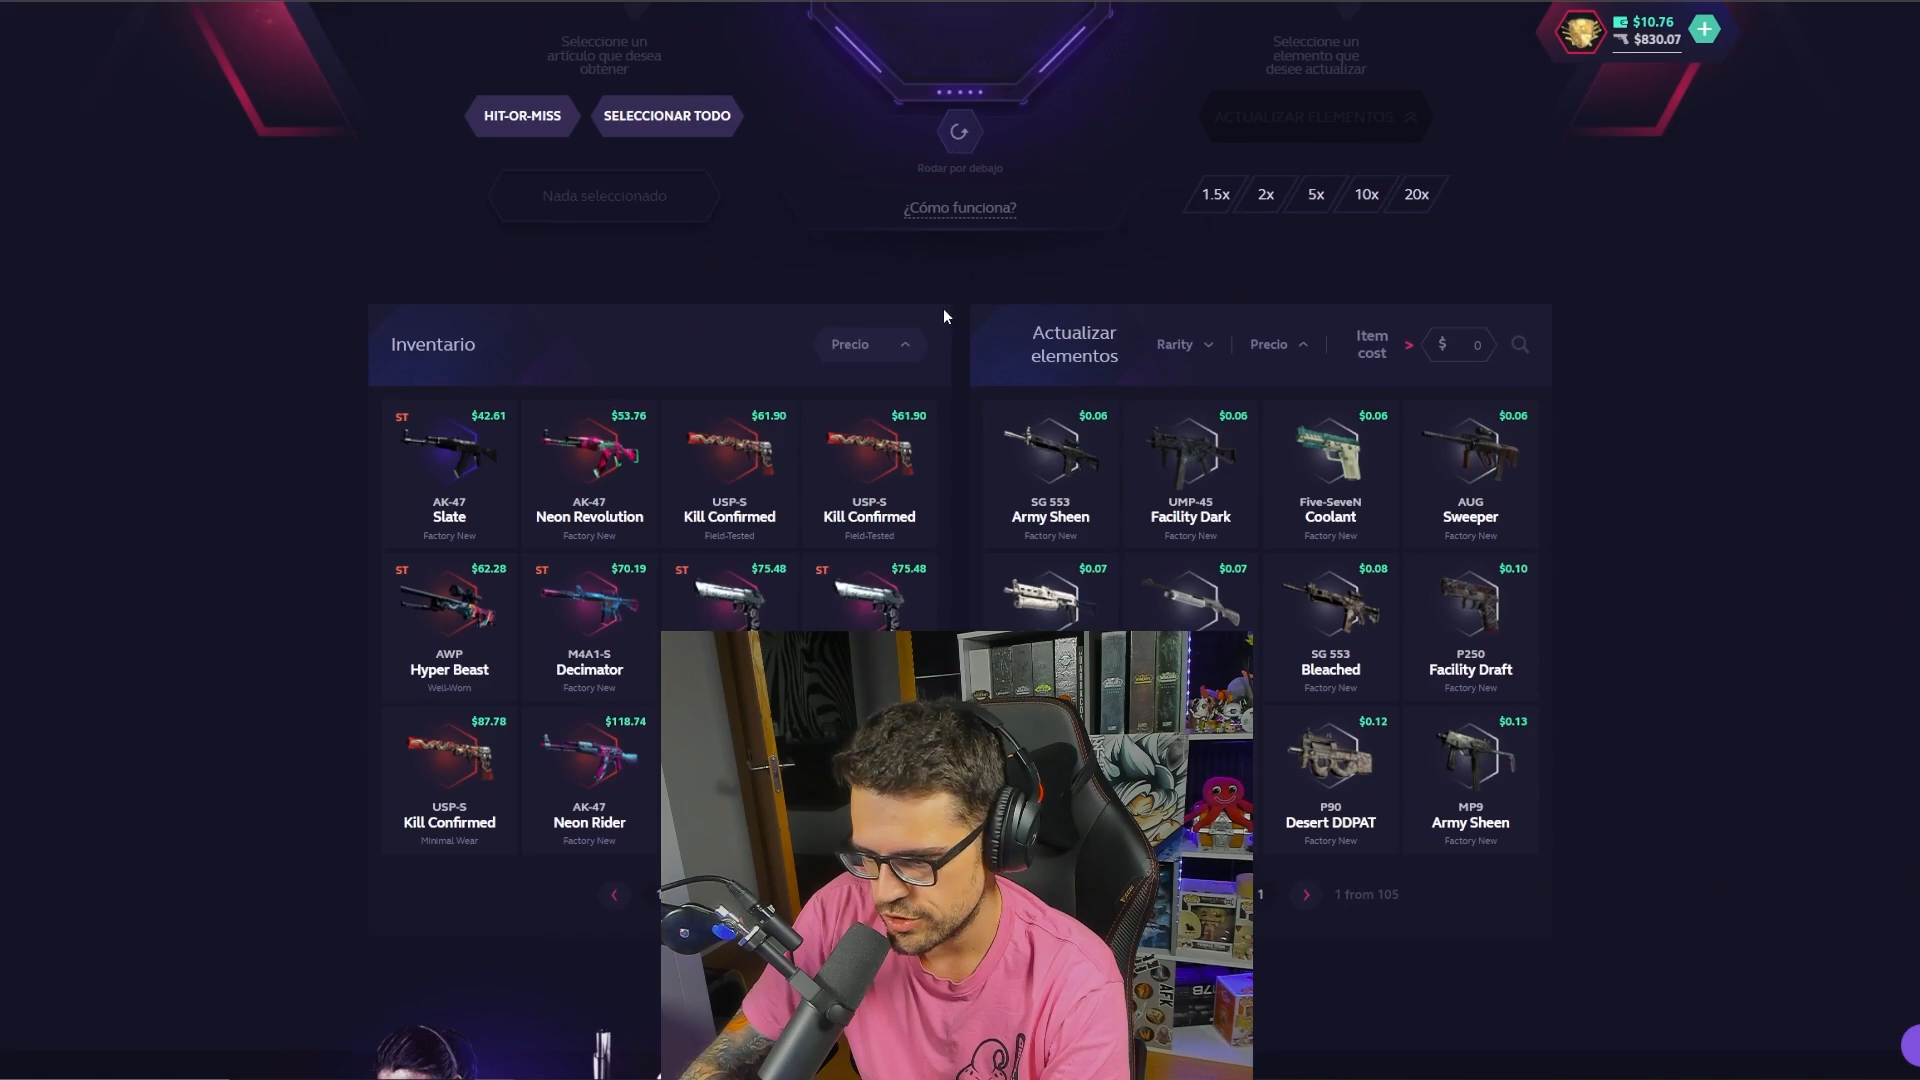 $10.76
$830.07
Seleccione un
artículo que desea
obtener
Seleccione un
elemento que
desee actualizar
HIT-OR-MISS
SELECCIONAR TODO
ACTUALIZAR ELEMENTOS
Rodar por debajo
Nada seleccionado
¿Cómo funciona?
1.5x
2x
5x
10x
20x
Inventario
Precio
Actualizar
elementos
Rarity
Precio
Item
cost
>
$ 0
ST
$42.61
AK-47
Slate
Factory New
$53.76
AK-47
Neon Revolution
Factory New
$61.90
USP-S
Kill Confirmed
Field-Tested
$61.90
USP-S
Kill Confirmed
Field-Tested
$0.06
SG 553
Army Sheen
Factory New
$0.06
UMP-45
Facility Dark
Factory New
$0.06
Five-SeveN
Coolant
Factory New
$0.06
AUG
Sweeper
Factory New
ST
$62.28
AWP
Hyper Beast
Well-Worn
ST
$70.19
M4A1-S
Decimator
Factory New
ST
$75.48
ST
$75.48
$0.07
$0.07
$0.08
SG 553
Bleached
Factory New
$0.10
P250
Facility Draft
Factory New
$87.78
USP-S
Kill Confirmed
Minimal Wear
$118.74
AK-47
Neon Rider
Factory New
$0.12
P90
Desert DDPAT
Factory New
$0.13
MP9
Army Sheen
Factory New
1
1 from 105
AFK